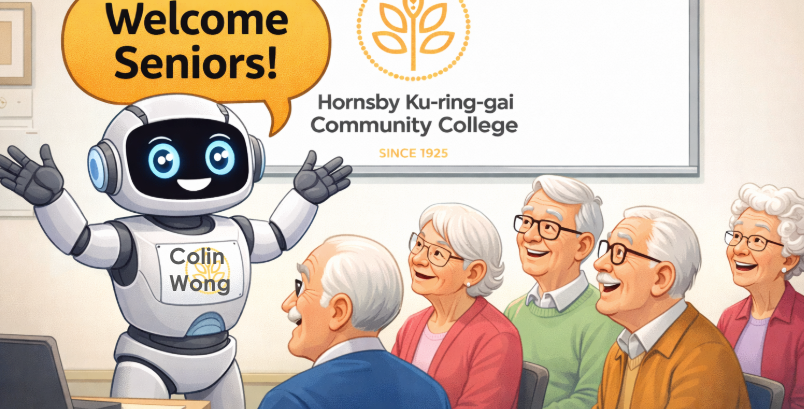 Welcome
Seniors!
Hornsby Ku-ring-gai
Community College
SINCE 1925
Colin
Wong